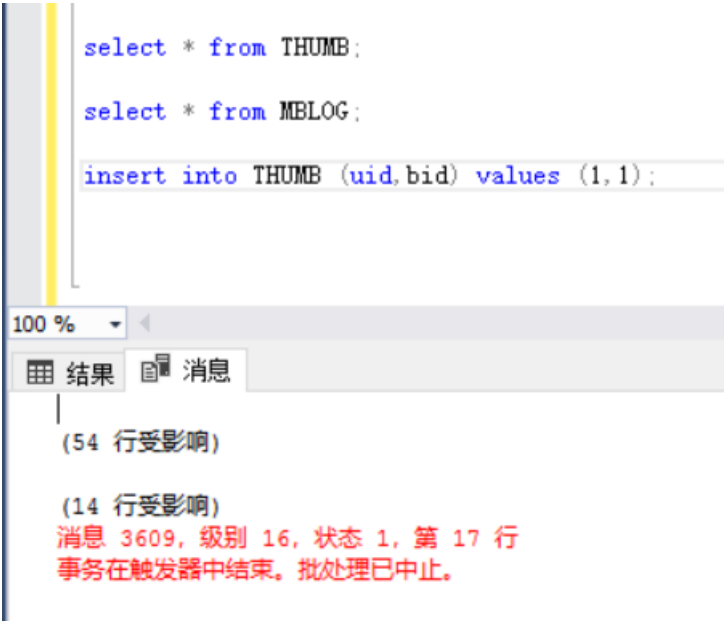 select * from THUMB;
select * from MBLOG;
insert into THUMB (uid,bid) values (1,1);
100 %
结果 消息
(54 行受影响)
(14 行受影响)
消息 3609，级别 16，状态 1，第 17 行
事务在触发器中结束。批处理已中止。